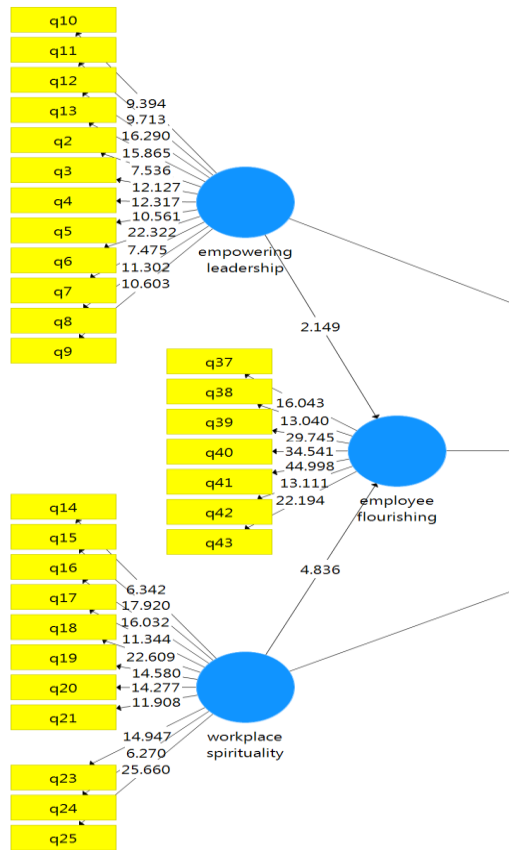 q10
q11
q12
q13
q2
q3
q4
q5
q6
q7
q8
q9
9.394
9.713
16.290
15.865
7.536
12.127
12.317
10.561
22.322
7.475
11.302
10.603
empowering
leadership
2.149
q37
q38
q39
q40
q41
q42
q43
16.043
13.040
29.745
34.541
44.998
13.111
22.194
employee
flourishing
4.836
q14
q15
q16
q17
q18
q19
q20
q21
q23
q24
q25
6.342
17.920
16.032
11.344
22.609
14.580
14.277
11.908
14.947
6.270
25.660
workplace
spirituality